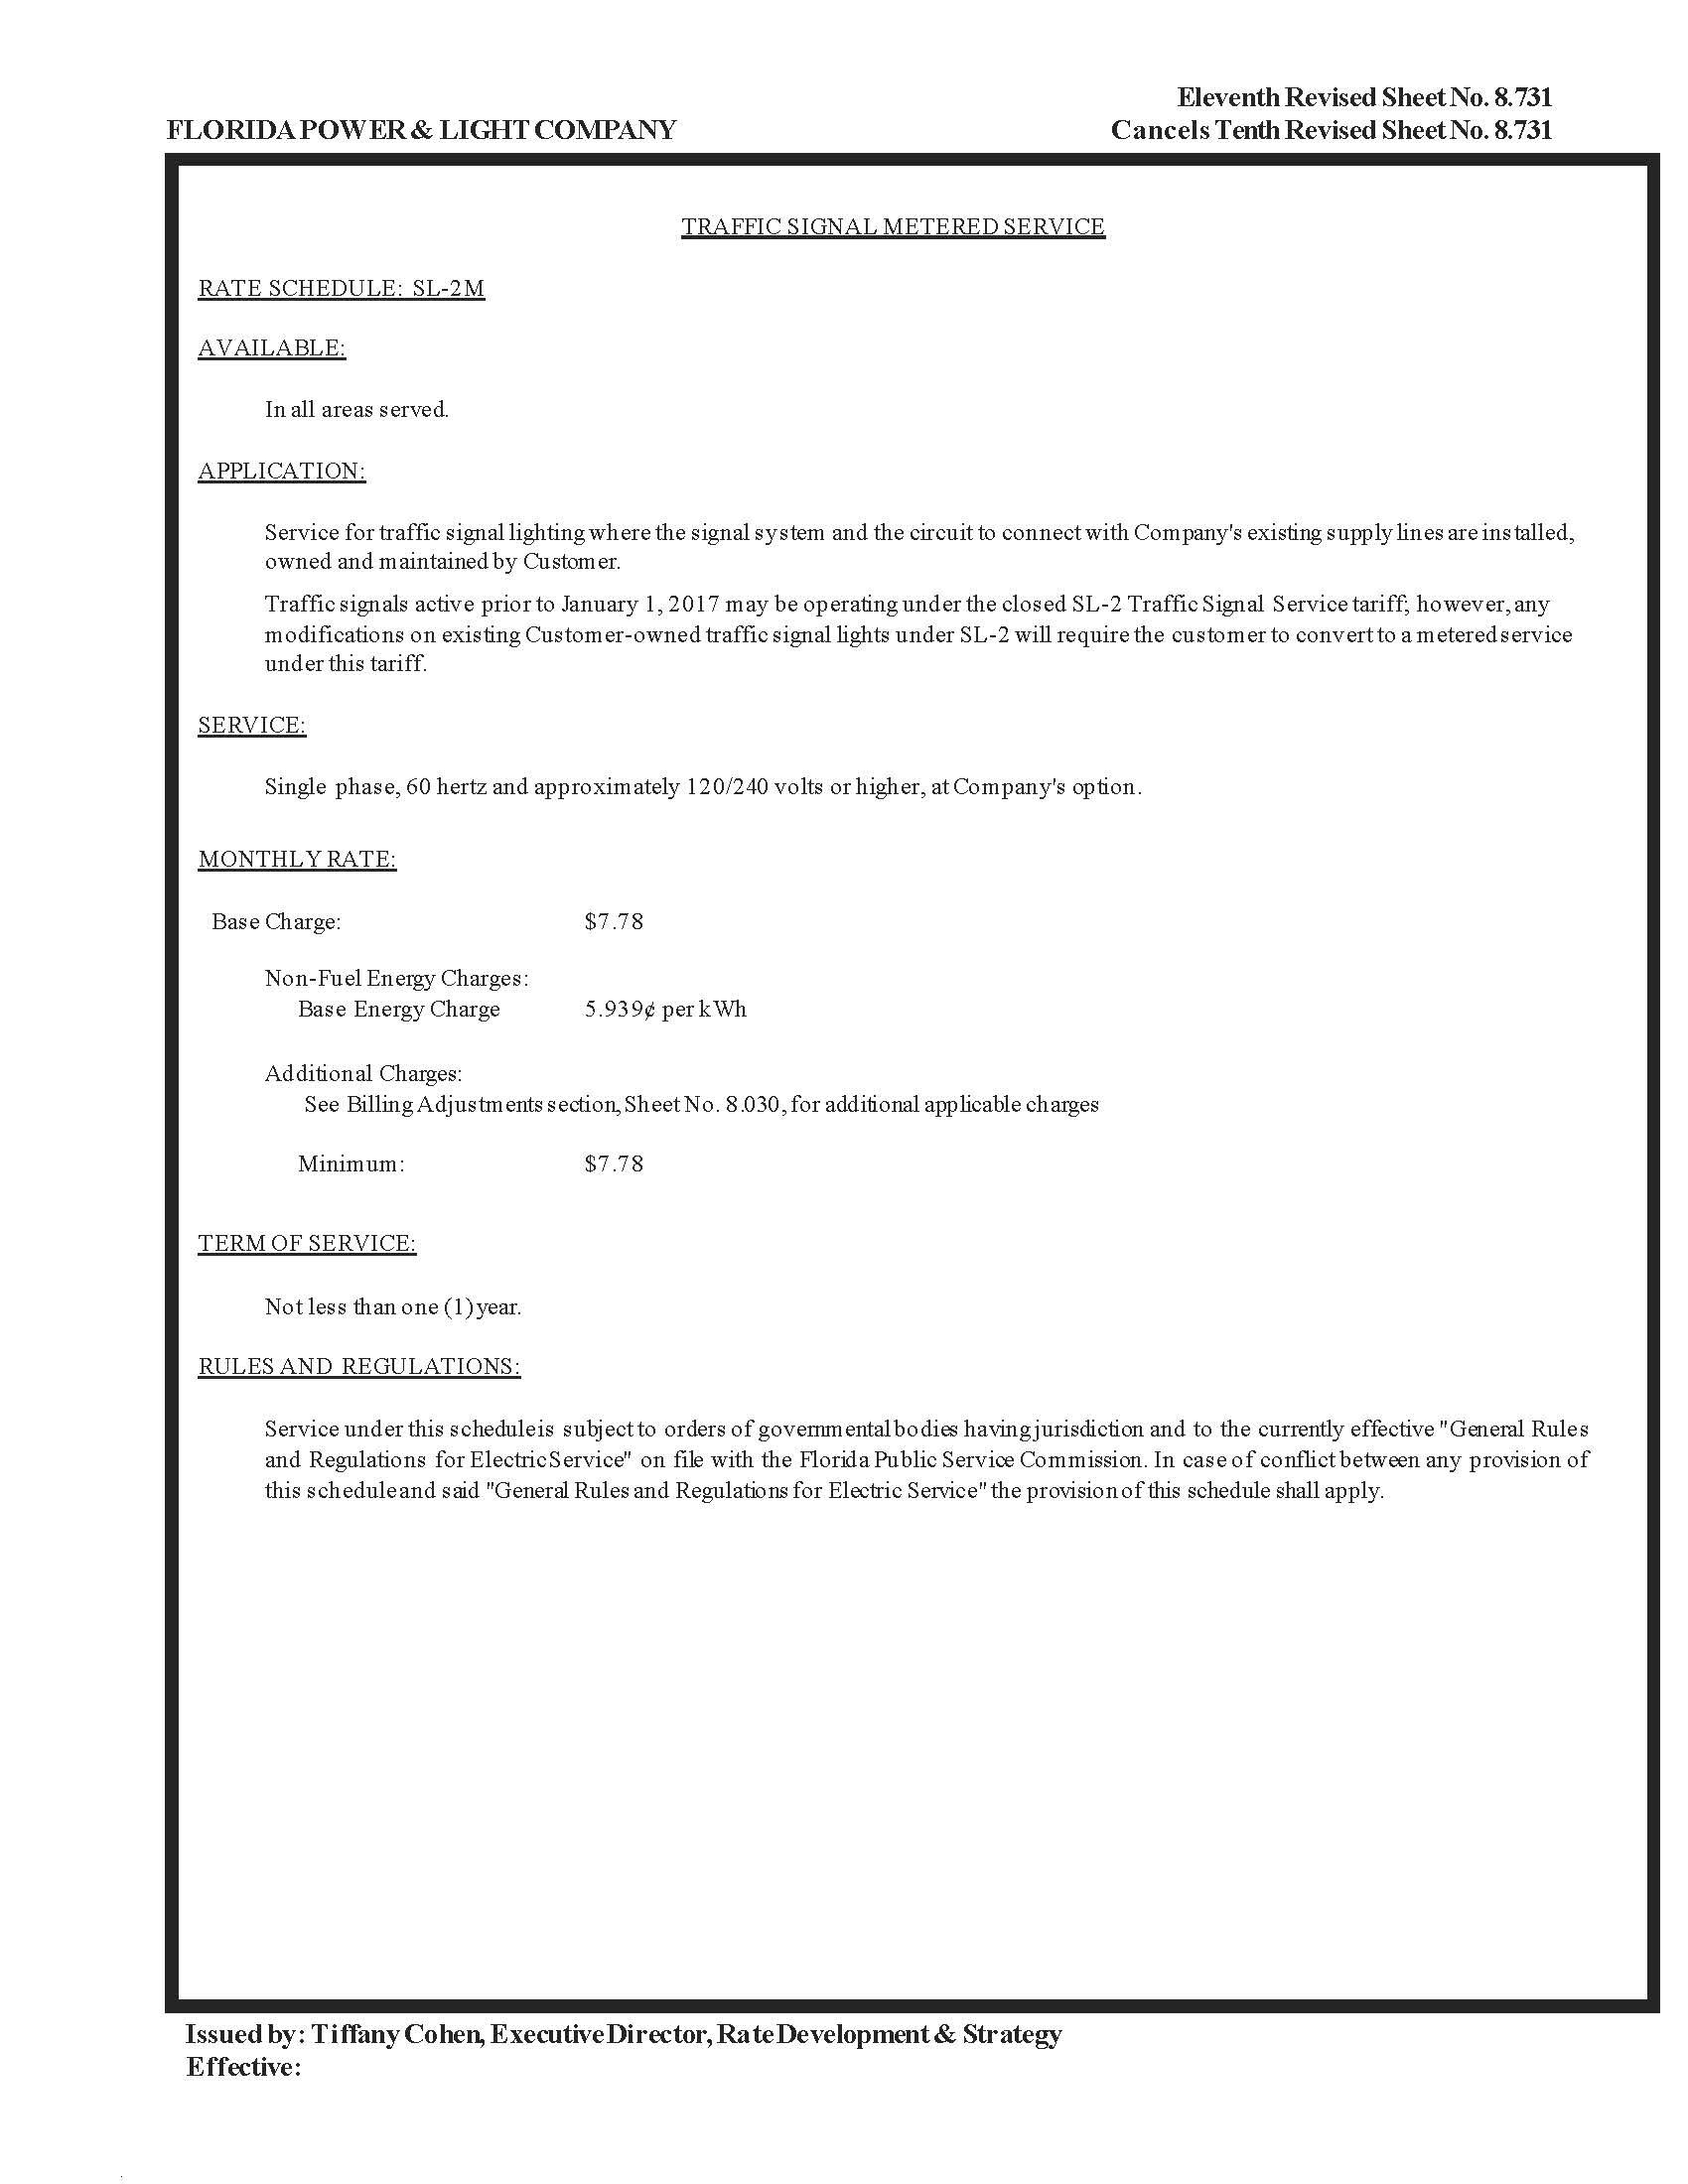 Eleventh Revised Sheet No. 8.731
FLORIDA POWER & LIGHT COMPANY Cancels Tenth Revised Sheet No. 8.731
TRAFFIC SIGNAL METERED SERVICE
RATE SCHEDULE: SL-2M
AVAILABLE:
In all areas served.
APPLICATION:
Service for traffic signal lighting where the signal system and the circuit to connect with Company's existing supply lines are installed,
owned and maintained by Customer.
Traffic signals active prior to January 1, 2017 may be operating under the closed SL-2 Traffic Signal Service tariff; however, any
modifications on existing Customer-owned traffic signal lights under SL-2 will require the customer to convert to a metered service
under this tariff.
SERVICE:
Single phase, 60 hertz and approximately 120/240 volts or higher, at Company's option.
MONTHLY RATE:
Base Charge: $7.78
Non-Fuel Energy Charges:
Base Energy Charge 5.939¢ per kWh
Additional Charges:
See Billing Adjustments section, Sheet No. 8.030, for additional applicable charges
Minimum: $7.78
TERM OF SERVICE:
Not less than one (1) year.
RULES AND REGULATIONS:
Service under this schedule is subject to orders of governmental bodies having jurisdiction and to the currently effective "General Rules
and Regulations for Electric Service" on file with the Florida Public Service Commission. In case of conflict between any provision of
this schedule and said "General Rules and Regulations for Electric Service" the provision of this schedule shall apply.
Issued by: Tiffany Cohen, Executive Director, Rate Development & Strategy
Effective: